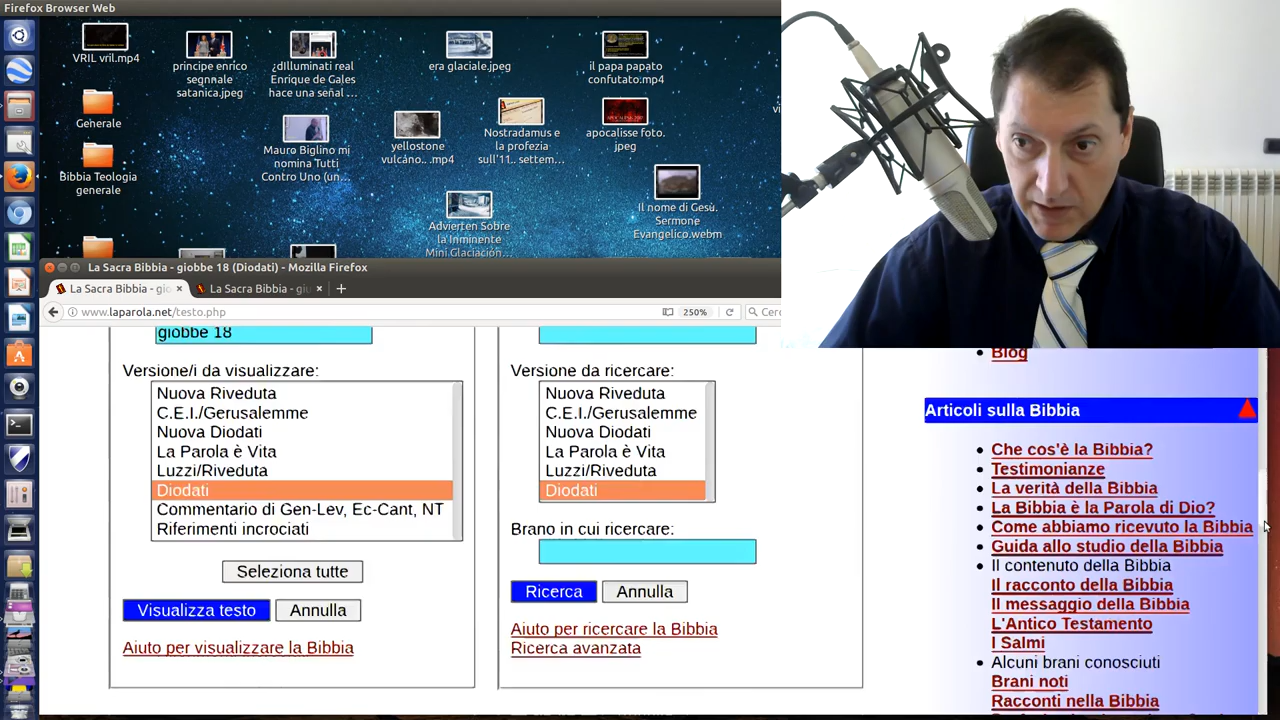 Firefox Browser Web
VRIL vril.mp4
principe enrico
segnnale
satanica.jpeg
¿dIlluminati real
Enrique de Gales
hace una señal ...
era glaciale.jpeg
il papa papato
confutato.mp4
Generale
Mauro Biglino mi
nomina Tutti
Contro Uno (un...
yellostone
vulcáno.. .mp4
Nostradamus e
la profezia
sull'11. settem...
apocalisse foto.
jpeg
Bibbia Teologia
generale
Advierten Sobre
la Inminente
Mini Glaciación
Il nome di Gesù.
Sermone
Evangelico.webm
La Sacra Bibbia - giobbe 18 (Diodati) - Mozilla Firefox
La Sacra Bibbia - gio
La Sacra Bibbia - giu
www.laparola.net/testo.php
250%
Cerc
giobbe 18
Versione/i da visualizzare:
Nuova Riveduta
C.E.I./Gerusalemme
Nuova Diodati
La Parola è Vita
Luzzi/Riveduta
Diodati
Commentario di Gen-Lev, Ec-Cant, NT
Riferimenti incrociati
Seleziona tutte
Visualizza testo
Annulla
Aiuto per visualizzare la Bibbia
Versione da ricercare:
Nuova Riveduta
C.E.I./Gerusalemme
Nuova Diodati
La Parola è Vita
Luzzi/Riveduta
Diodati
Brano in cui ricercare:
Ricerca
Annulla
Aiuto per ricercare la Bibbia
Ricerca avanzata
Blog
Articoli sulla Bibbia
Che cos'è la Bibbia?
Testimonianze
La verità della Bibbia
La Bibbia è la Parola di Dio?
Come abbiamo ricevuto la Bibbia
Guida allo studio della Bibbia
Il contenuto della Bibbia
Il racconto della Bibbia
Il messaggio della Bibbia
L'Antico Testamento
I Salmi
Alcuni brani conosciuti
Brani noti
Racconti nella Bibbia